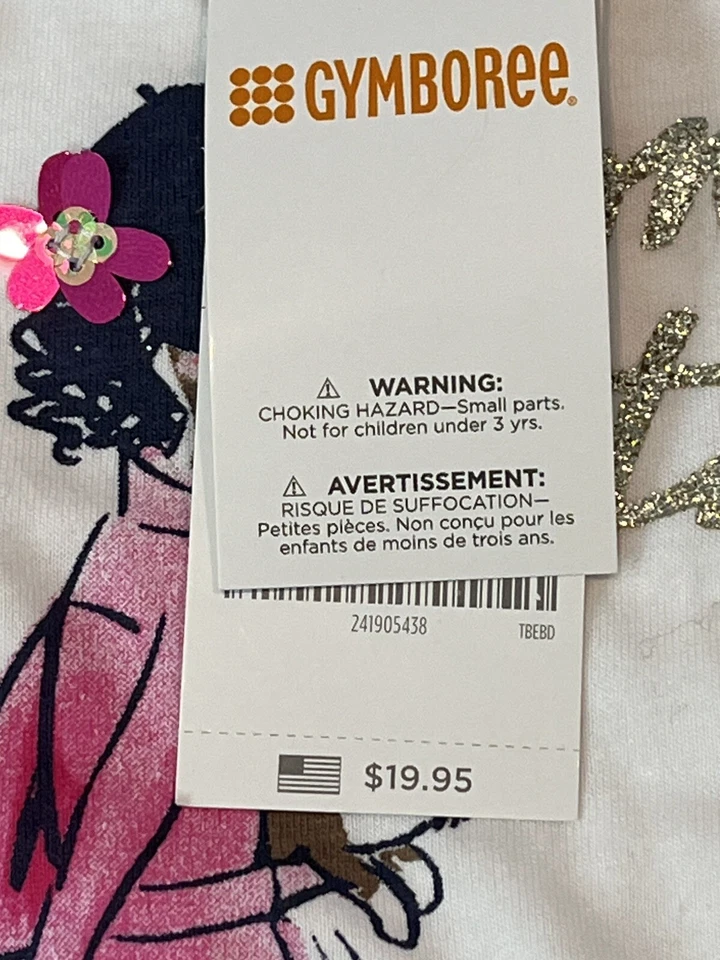 GYMBOREE®
⚠ WARNING:
CHOKING HAZARD—Small parts.
Not for children under 3 yrs.
⚠ AVERTISSEMENT:
RISQUE DE SUFFOCATION—
Petites pièces. Non conçu pour les
enfants de moins de trois ans.
241905438 TBEBD
$19.95